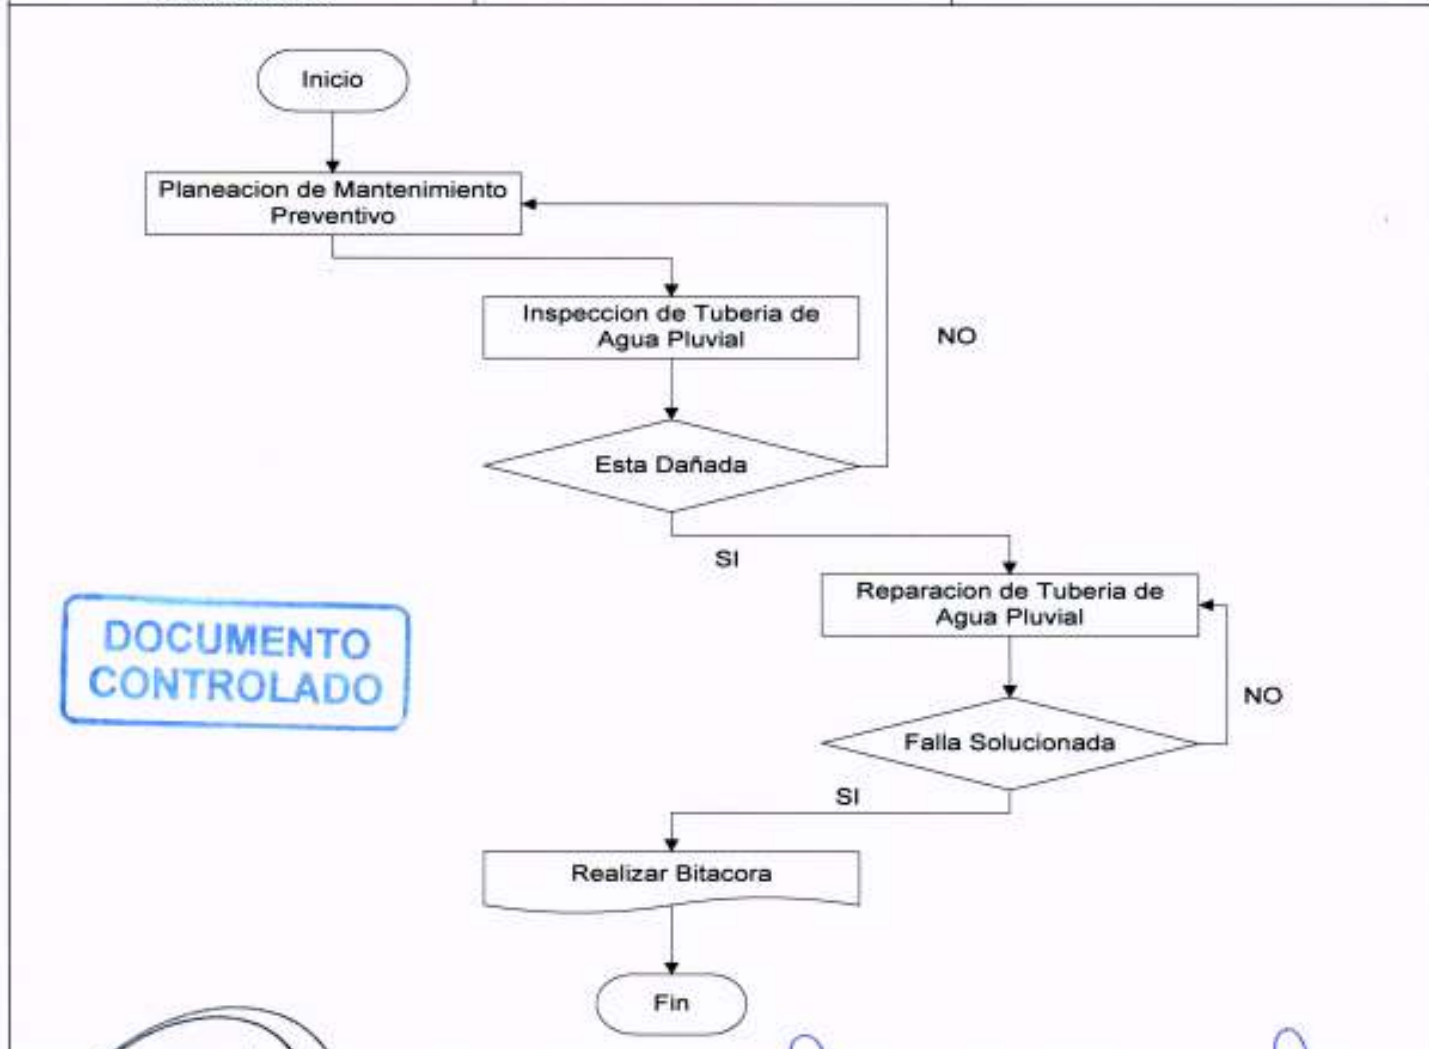 Inicio
Planeacion de Mantenimiento
Preventivo
Inspeccion de Tuberia de
Agua Pluvial
NO
Esta Dañada
SI
Reparacion de Tuberia de
Agua Pluvial
DOCUMENTO
CONTROLADO
NO
Falla Solucionada
SI
Realizar Bitacora
Fin